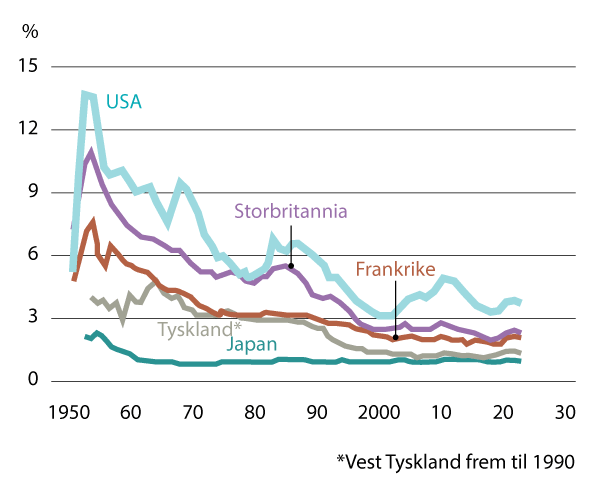 %
15
12
9
6
3
0
USA
Storbritannia
Frankrike
Tyskland*
Japan
1950 60 70 80 90 2000 10 20 30
*Vest Tyskland frem til 1990